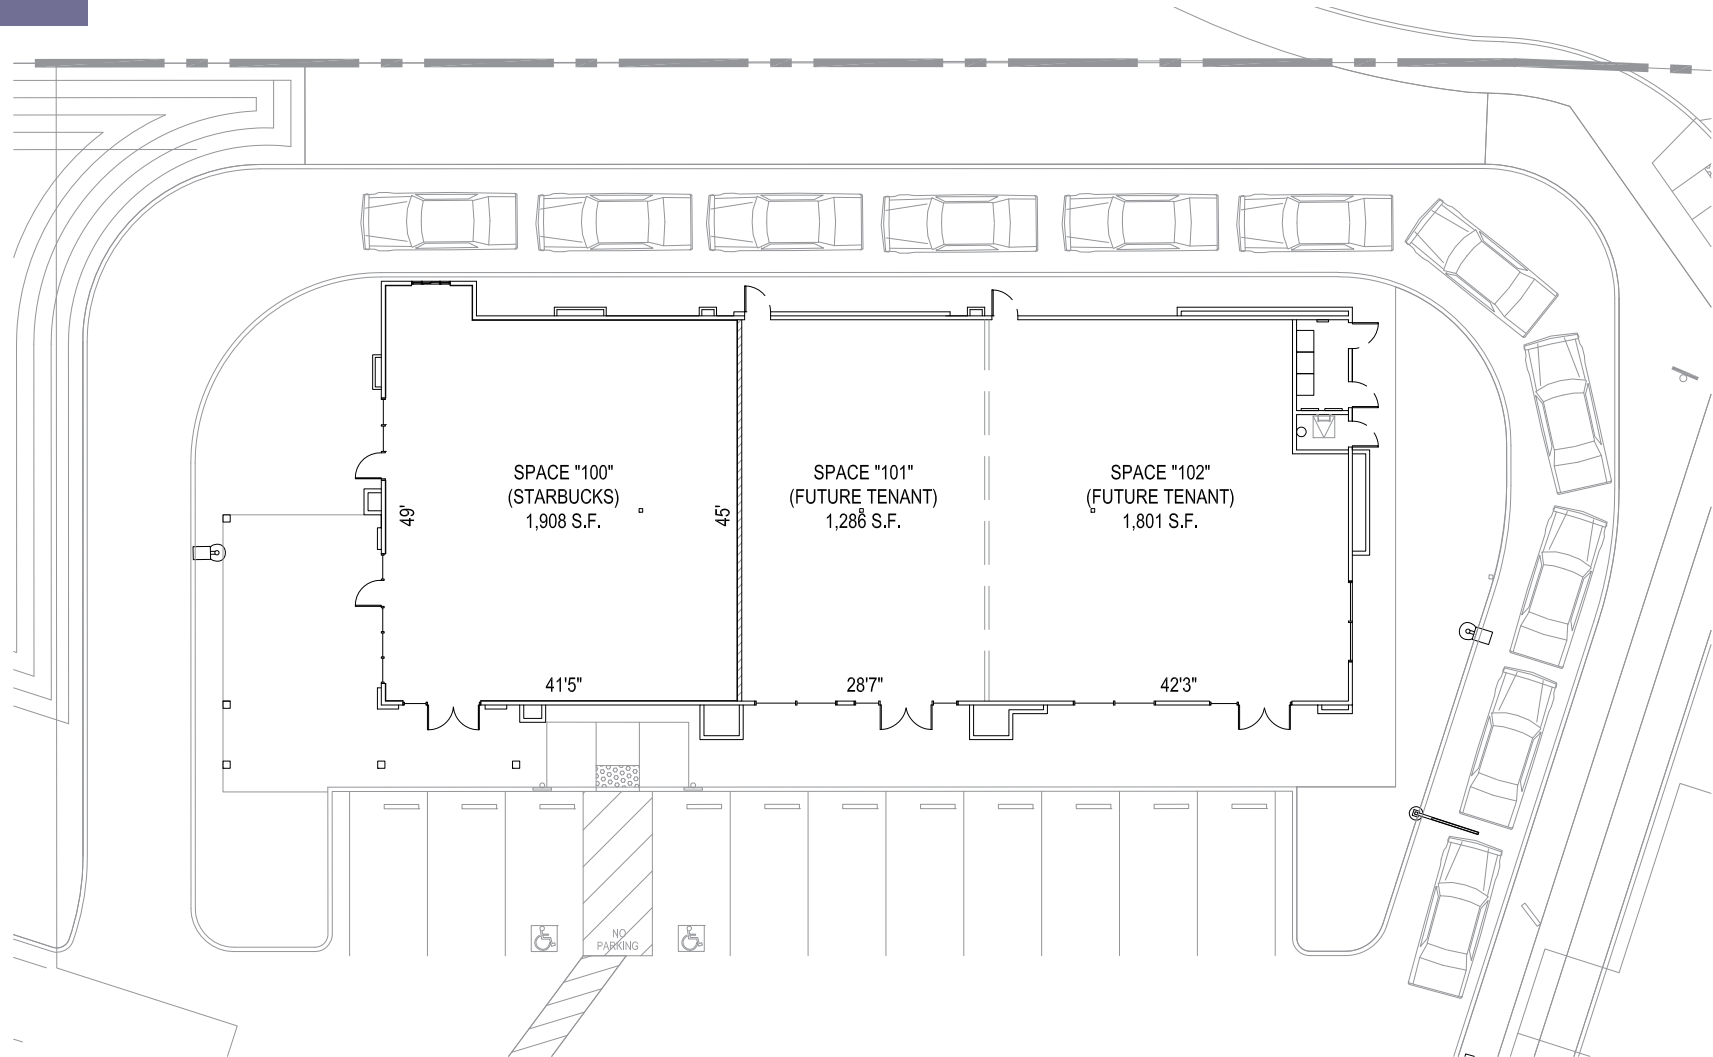 SPACE "100"
(STARBUCKS)
1,908 S.F.
SPACE "101"
(FUTURE TENANT)
1,286 S.F.
SPACE "102"
(FUTURE TENANT)
1,801 S.F.
49'
45'
41'5"
28'7"
42'3"
NO
PARKING